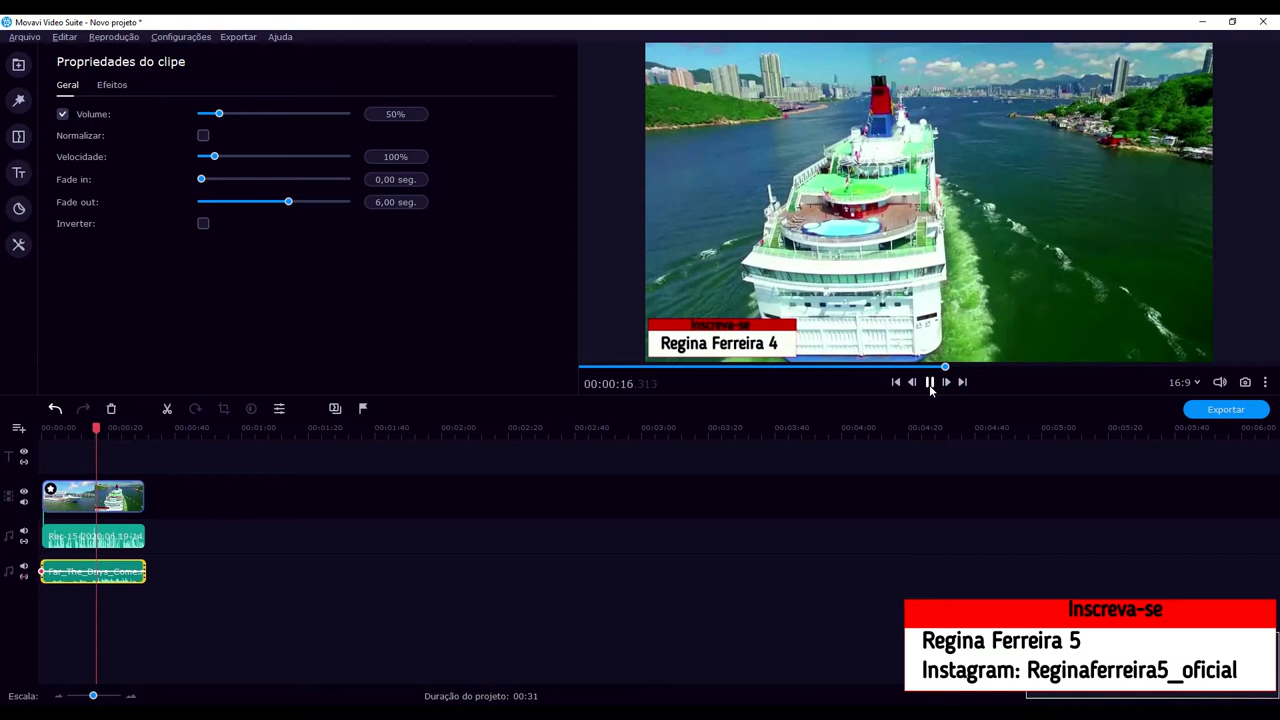 Movavi Video Suite - Novo projeto *
Arquivo Editar Reprodução Configurações Exportar Ajuda
Propriedades do clipe
Geral Efeitos
Volume: 50%
Normalizar:
Velocidade: 100%
Fade in: 0,00 seg.
Fade out: 6,00 seg.
Inverter:
Inscreva-se
Regina Ferreira 4
00:00:16.313
16:9
Exportar
00:00:00 00:00:20 00:00:40 00:01:00 00:01:20 00:01:40 00:02:00 00:02:20 00:02:40 00:03:00 00:03:20 00:03:40 00:04:00 00:04:20 00:04:40 00:05:00 00:05:20 00:05:40 00:06:00
Far_The_Days_Come.
Inscreva-se
Regina Ferreira 5
Instagram: Reginaferreira5_oficial
Escala:
Duração do projeto: 00:31